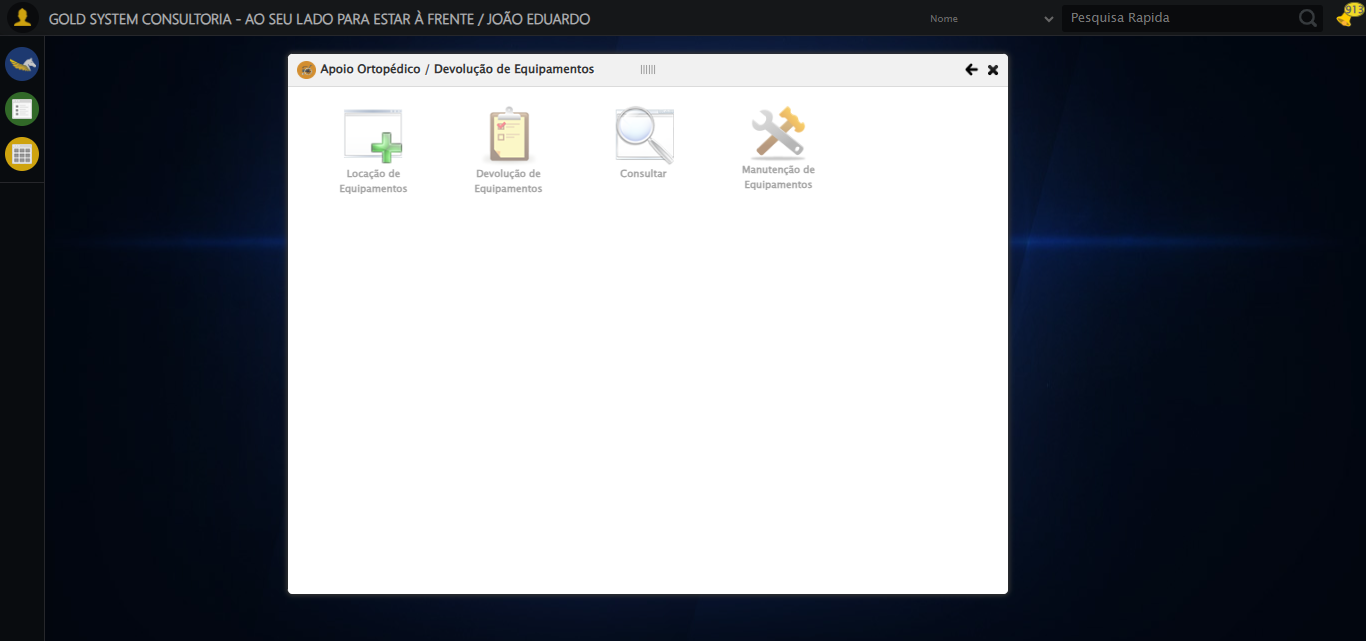 GOLD SYSTEM CONSULTORIA - AO SEU LADO PARA ESTAR À FRENTE / JOÃO EDUARDO
Nome
Pesquisa Rapida
913
Apoio Ortopédico / Devolução de Equipamentos
Locação de
Equipamentos
Devolução de
Equipamentos
Consultar
Manutenção de
Equipamentos